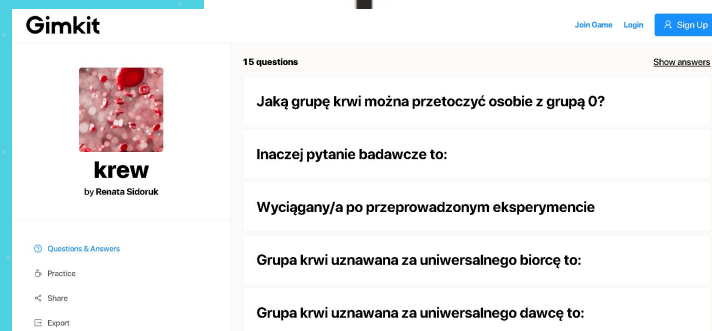 Gimkit
Join Game
Login
Sign Up
krew
by Renata Sidoruk
Questions & Answers
Practice
Share
Export
15 questions
Show answers
Jaką grupę krwi można przetoczyć osobie z grupą 0?
Inaczej pytanie badawcze to:
Wyciągany/a po przeprowadzonym eksperymencie
Grupa krwi uznawana za uniwersalnego biorcę to:
Grupa krwi uznawana za uniwersalnego dawcę to: